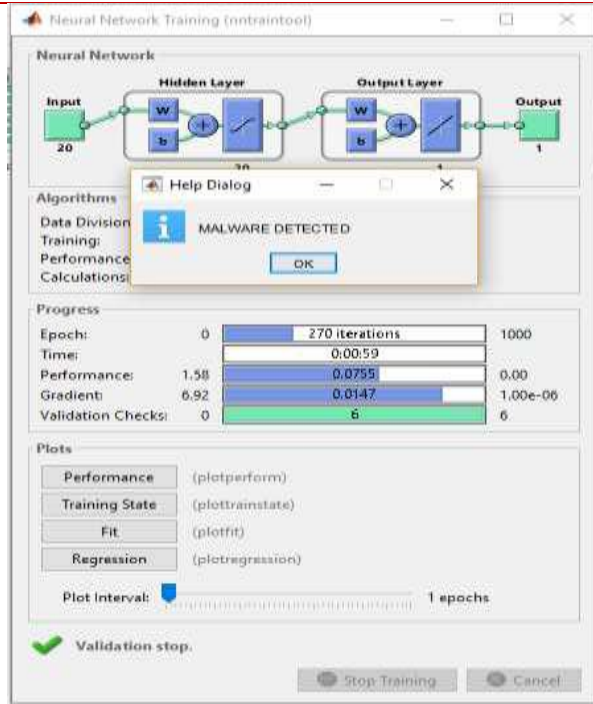 Neural Network Training (nntraintool)
Neural Network
Hidden Layer
Output Layer
Input
Output
W
b
W
b
20
1
20
1
Help Dialog
MALWARE DETECTED
OK
Algorithms
Data Division
Training:
Performance
Calculations:
Progress
Epoch: 0 270 iterations 1000
Time: 0:00:59
Performance: 1.58 0.0755 0.00
Gradient: 6.92 0.0147 1.00e-06
Validation Checks: 0 6 6
Plots
Performance (plotperform)
Training State (plottrainstate)
Fit (plotfit)
Regression (plotregression)
Plot Interval: 1 epochs
Validation stop.
Stop Training Cancel